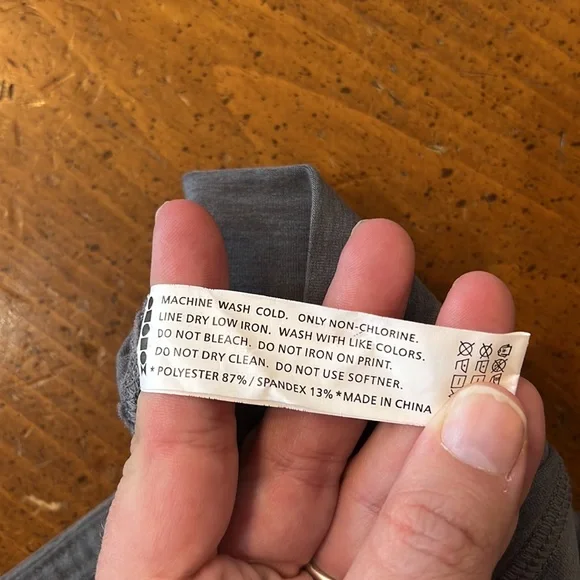 MACHINE WASH COLD. ONLY NON-CHLORINE.
LINE DRY LOW IRON. WASH WITH LIKE COLORS.
DO NOT BLEACH. DO NOT IRON ON PRINT.
DO NOT DRY CLEAN. DO NOT USE SOFTNER.
* POLYESTER 87% / SPANDEX 13% *MADE IN CHINA